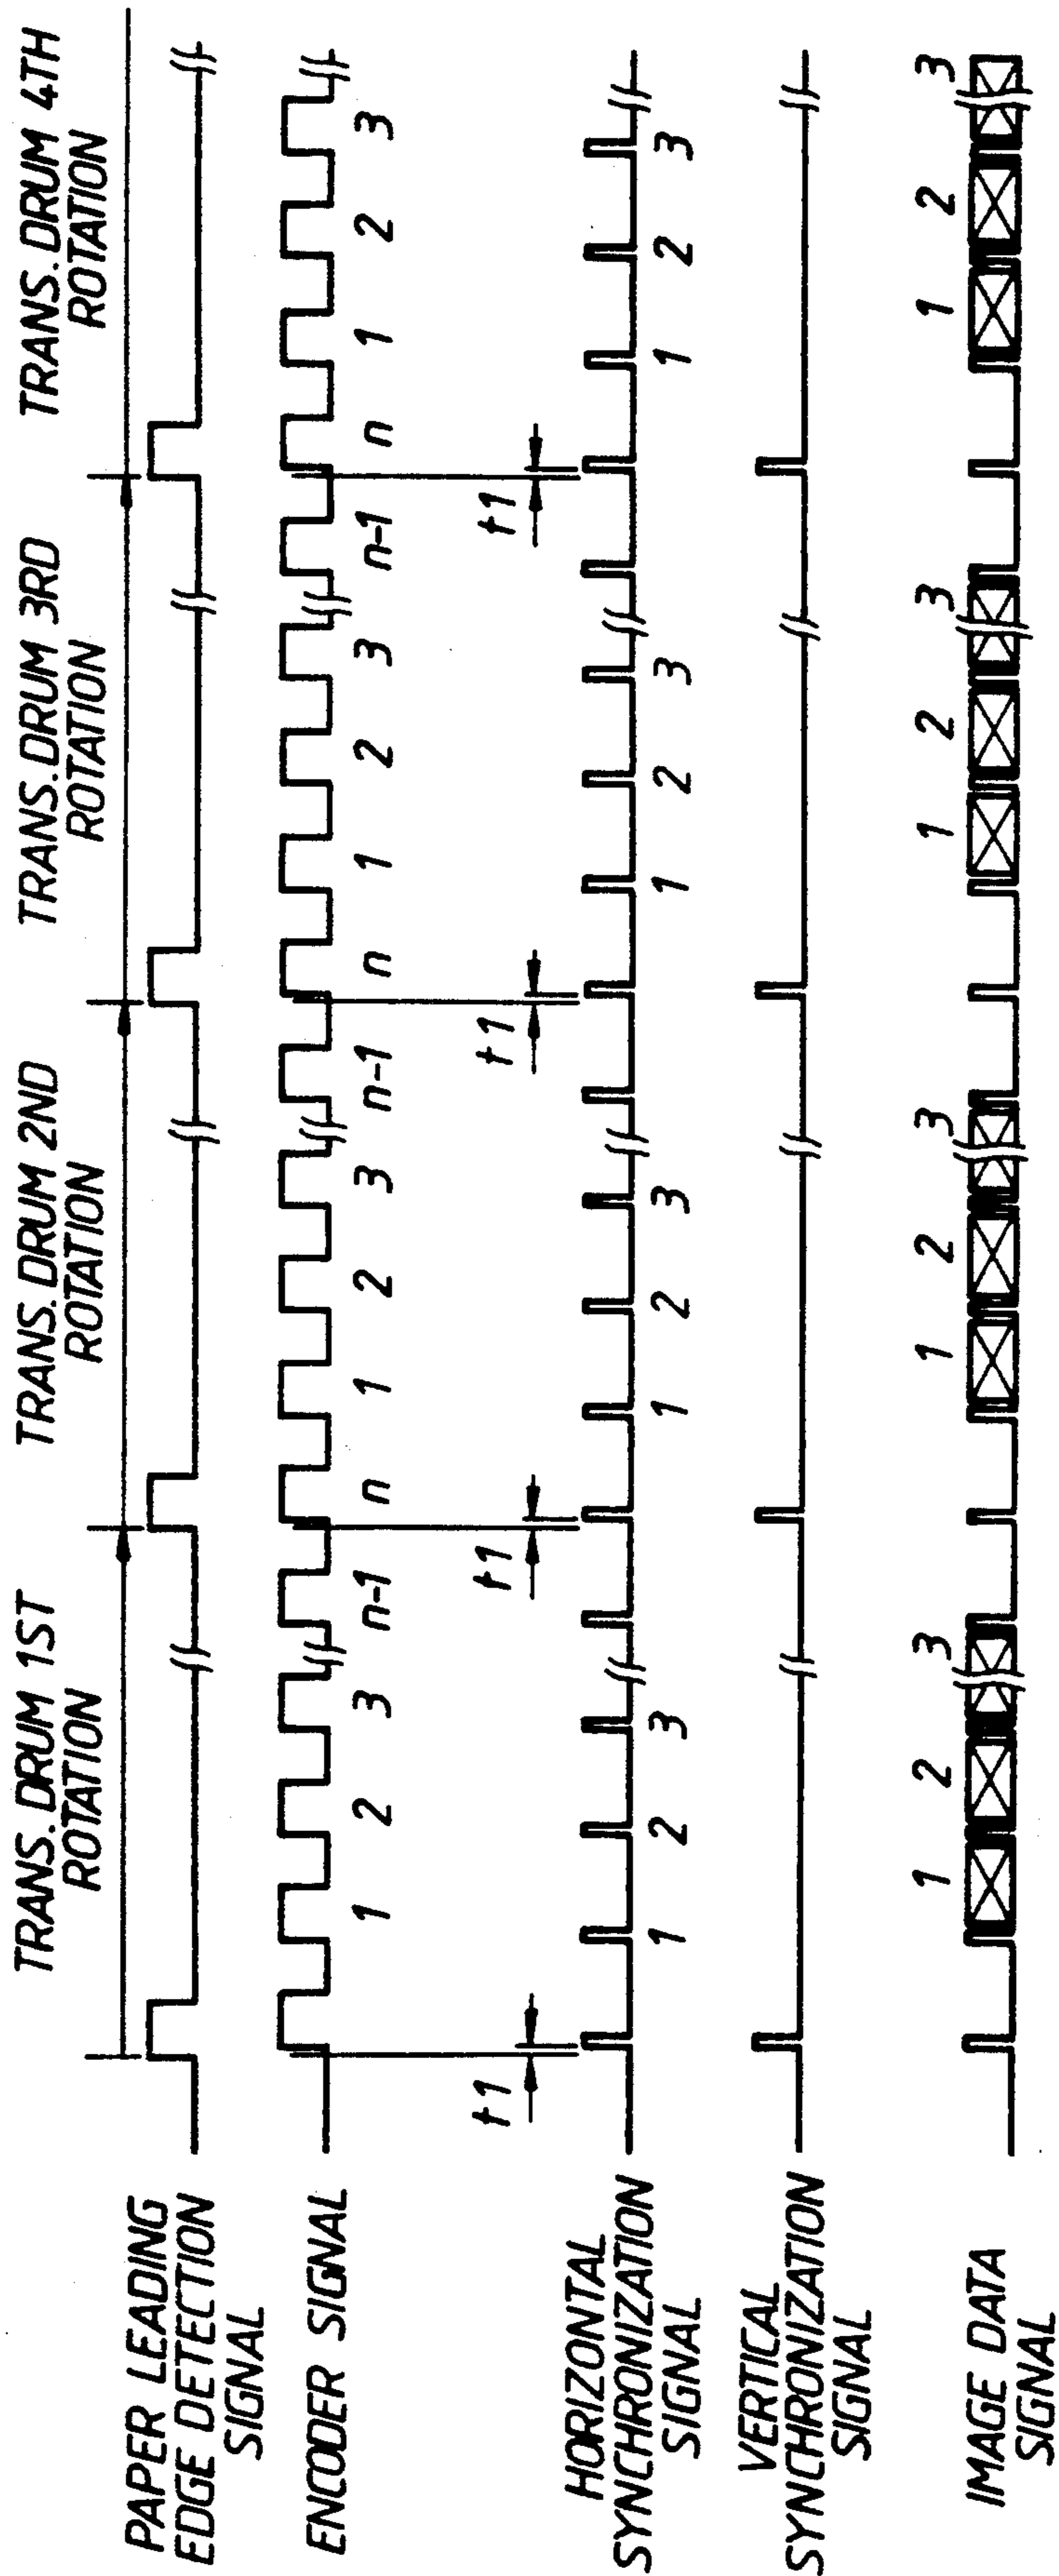 TRANS. DRUM 1ST
ROTATION
TRANS. DRUM 2ND
ROTATION
TRANS. DRUM 3RD
ROTATION
TRANS. DRUM 4TH
ROTATION
PAPER LEADING
EDGE DETECTION
SIGNAL
ENCODER SIGNAL
1 2 3 n-1 n 1 2 3 n-1 n 1 2 3 n-1 n 1 2 3
t1 t1 t1 t1
HORIZONTAL
SYNCHRONIZATION
SIGNAL
1 2 3 1 2 3 1 2 3 1 2 3
VERTICAL
SYNCHRONIZATION
SIGNAL
1 2 3 1 2 3 1 2 3 1 2 3
IMAGE DATA
SIGNAL